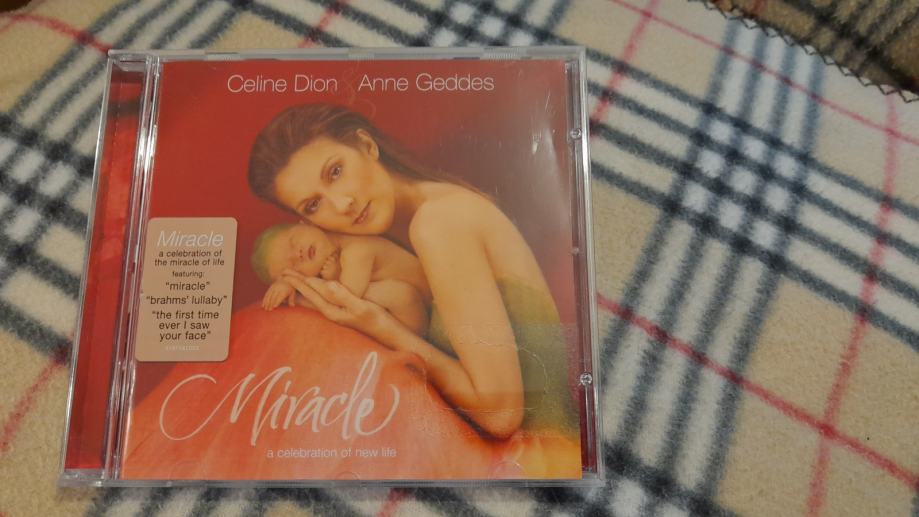 Celine Dion & Anne Geddes
Miracle
a celebration of
the miracle of life
featuring:
"miracle"
"brahms' lullaby"
"the first time
ever I saw
your face"
Miracle
a celebration of new life